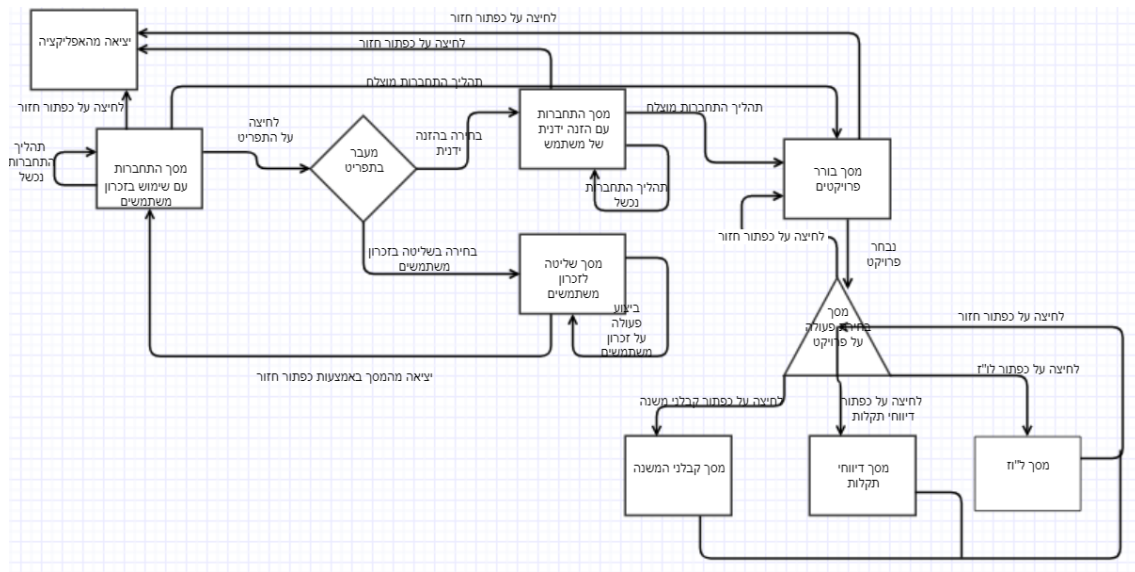 לחיצה על כפתור חזור
יציאה מהאפליקציה
לחיצה על כפתור חזור
תהליך התחברות מוצלח
לחיצה על כפתור חזור
לחיצה
על התפריט
תהליך
התחברות
נכשל
מסך התחברות
עם שימוש בזכרון
משתמשים
מעבר
בתפריט
בחירה בהזנה
ידנית
מסך התחברות
עם הזנה ידנית
של משתמש
תהליך התחברות מוצלח
תהליך התחברות
נכשל
מסך בורר
פרויקטים
לחיצה על כפתור חזור
נבחר
פרויקט
בחירה בשליטה בזכרון
משתמשים
מסך שליטה
לזכרון
משתמשים
ביצוע
פעולה
על זכרון
משתמשים
יציאה מהמסך באמצעות כפתור חזור
מסך
בחירת פעולה
על פרויקט
לחיצה על כפתור חזור
לחיצה על כפתור לו"ז
לחיצה על כפתור קבלני משנה
לחיצה על כפתור
דיווחי תקלות
מסך קבלני המשנה
מסך דיווחי
תקלות
מסך ל"וז